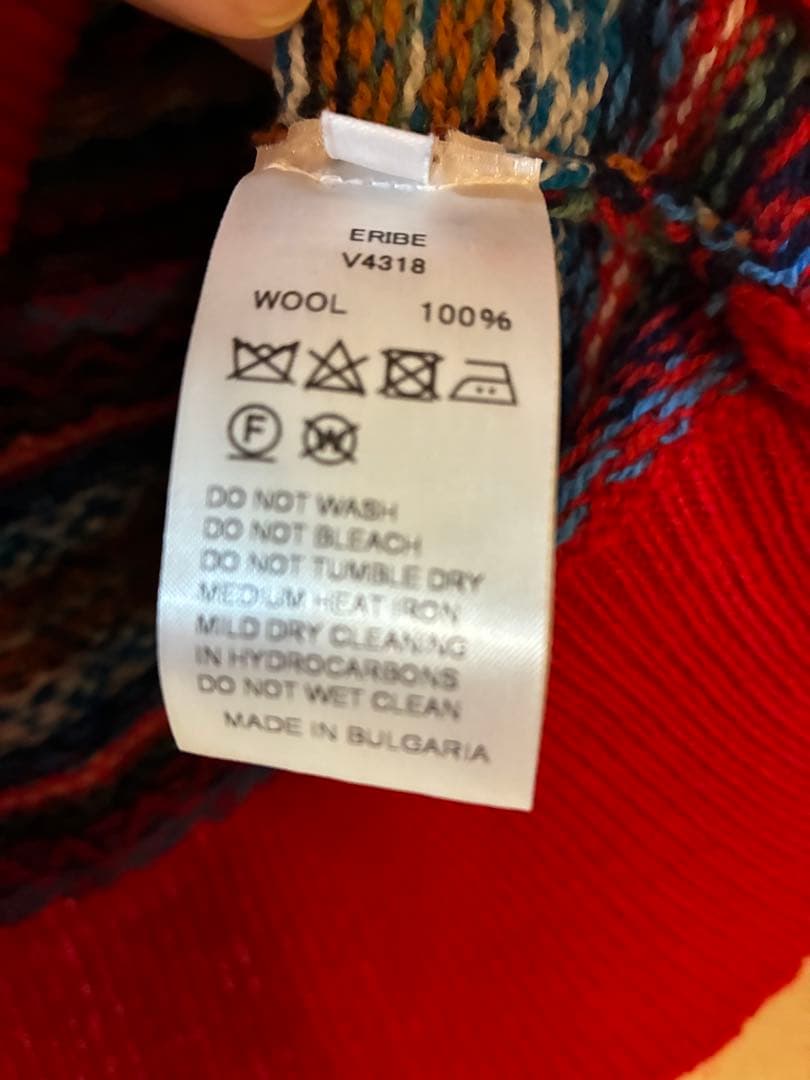 ERIBE
V4318
WOOL 100%
F W
DO NOT WASH
DO NOT BLEACH
DO NOT TUMBLE DRY
MEDIUM HEAT IRON
MILD DRY CLEANING
IN HYDROCARBONS
DO NOT WET CLEAN
MADE IN BULGARIA